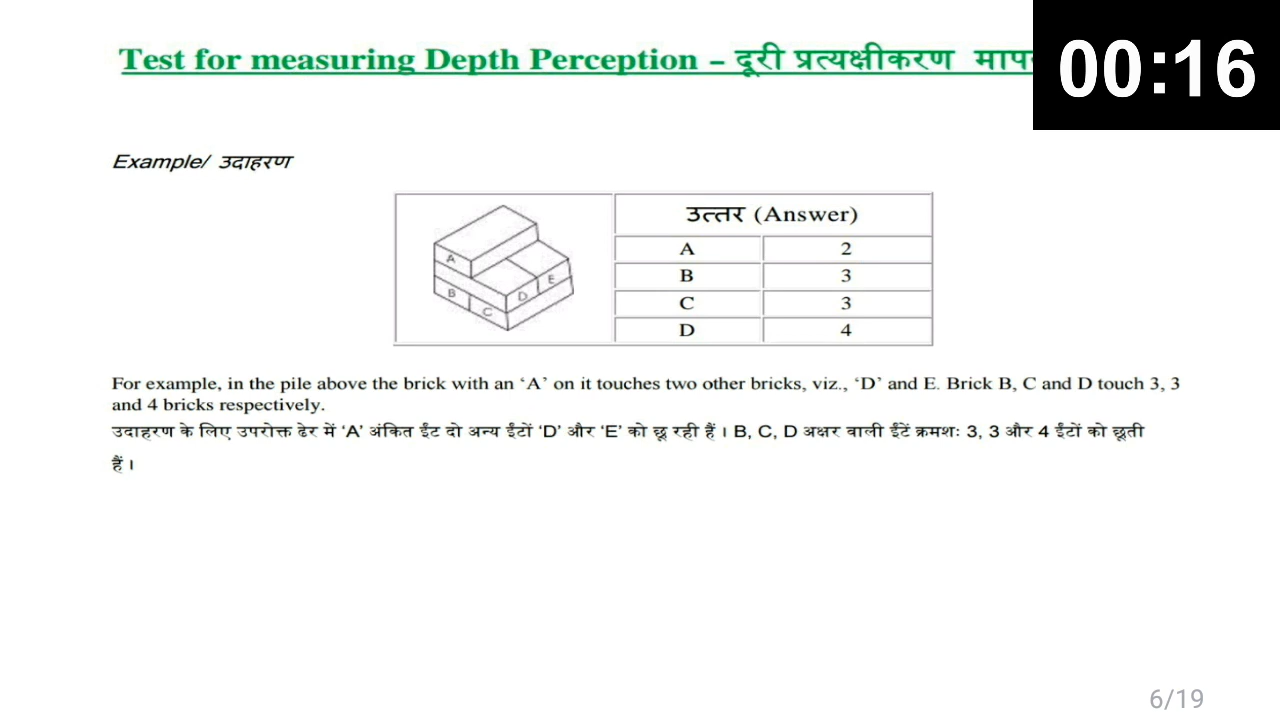 Test for measuring Depth Perception – दूरी प्रत्यक्षीकरण
00:16
Example/ उदाहरण
उत्तर (Answer)
A 2
B 3
C 3
D 4
A
B
C
D
E
For example, in the pile above the brick with an ‘A’ on it touches two other bricks, viz., ‘D’ and E. Brick B, C and D touch 3, 3
and 4 bricks respectively.
उदाहरण के लिए उपरोक्त ढेर में ‘A’ अंकित ईंट दो अन्य ईंटों ‘D’ और ‘E’ को छू रही हैं । B, C, D अक्षर वाली ईंटें क्रमशः 3, 3 और 4 ईंटों को छूती
हैं ।
6/19